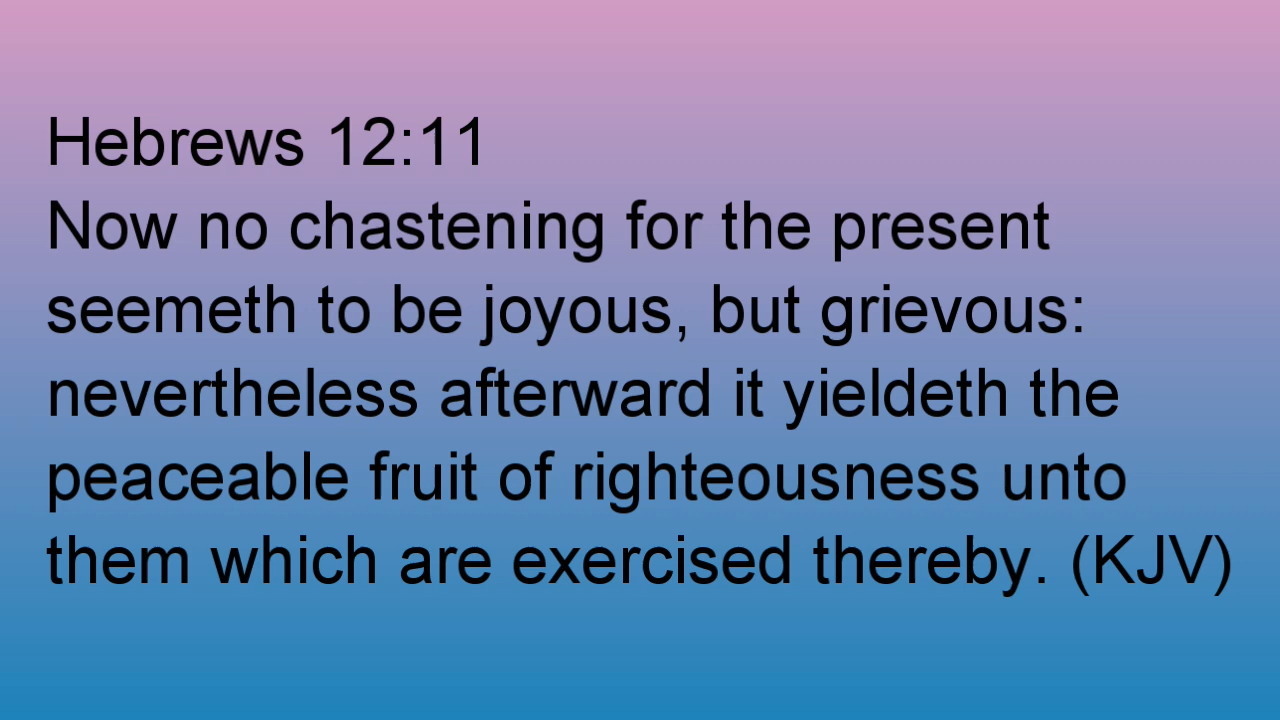 Hebrews 12:11
Now no chastening for the present
seemeth to be joyous, but grievous:
nevertheless afterward it yieldeth the
peaceable fruit of righteousness unto
them which are exercised thereby. (KJV)